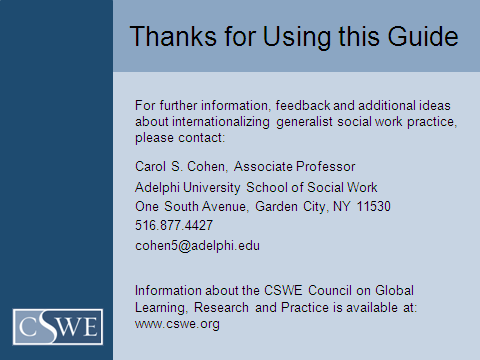 Thanks for Using this Guide
For further information, feedback and additional ideas
about internationalizing generalist social work practice,
please contact:
Carol S. Cohen, Associate Professor
Adelphi University School of Social Work
One South Avenue, Garden City, NY 11530
516.877.4427
cohen5@adelphi.edu
Information about the CSWE Council on Global
Learning, Research and Practice is available at:
www.cswe.org
CSWE